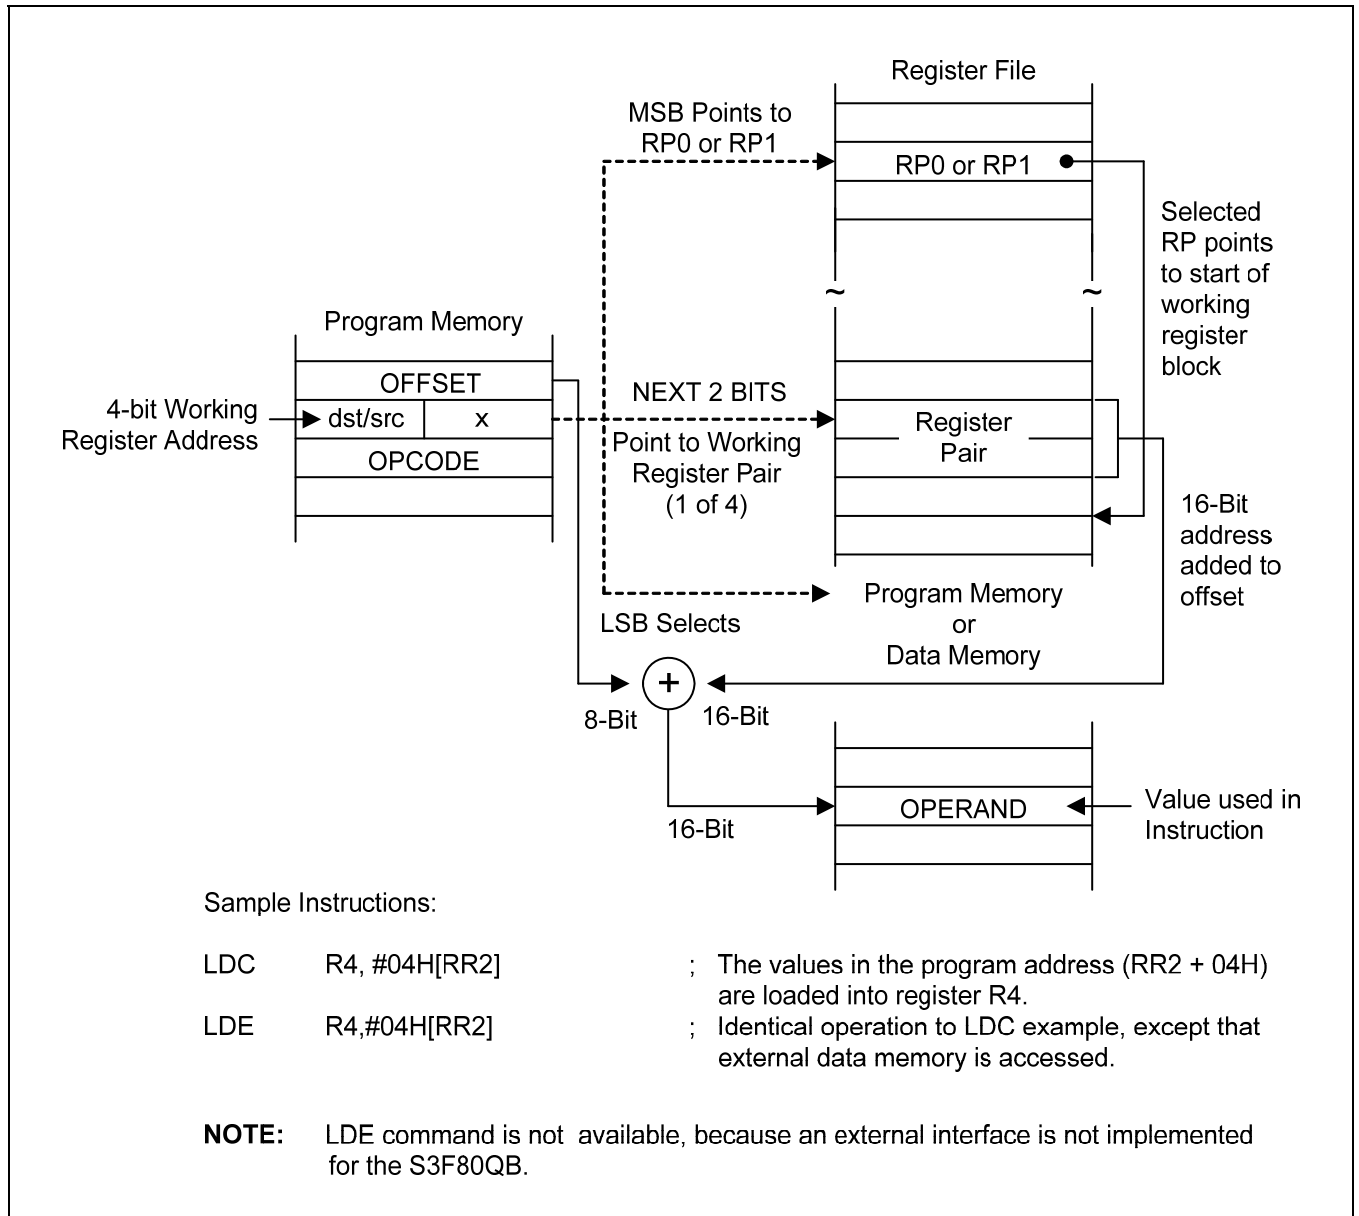 Register File
MSB Points to
RP0 or RP1
RP0 or RP1
Selected
RP points
to start of
working
register
block
~
~
Program Memory
OFFSET
4-bit Working
Register Address
dst/src
x
OPCODE
NEXT 2 BITS
Point to Working
Register Pair
(1 of 4)
Register
Pair
16-Bit
address
added to
offset
LSB Selects
Program Memory
or
Data Memory
+
8-Bit
16-Bit
16-Bit
OPERAND
Value used in
Instruction
Sample Instructions:
LDC R4, #04H[RR2] ; The values in the program address (RR2 + 04H)
are loaded into register R4.
LDE R4,#04H[RR2] ; Identical operation to LDC example, except that
external data memory is accessed.
NOTE: LDE command is not available, because an external interface is not implemented
for the S3F80QB.